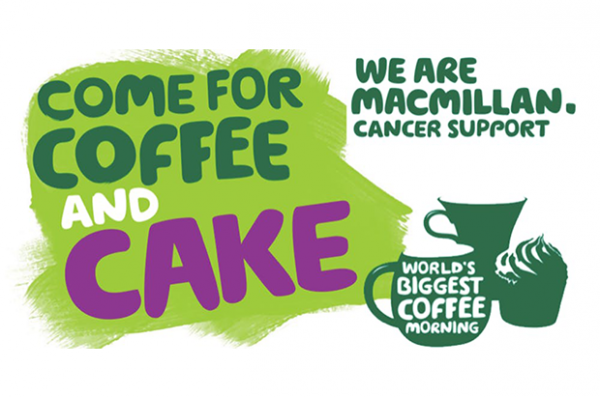 COME FOR
COFFEE
AND
CAKE
WE ARE
MACMILLAN.
CANCER SUPPORT
WORLD'S
BIGGEST
COFFEE
MORNING